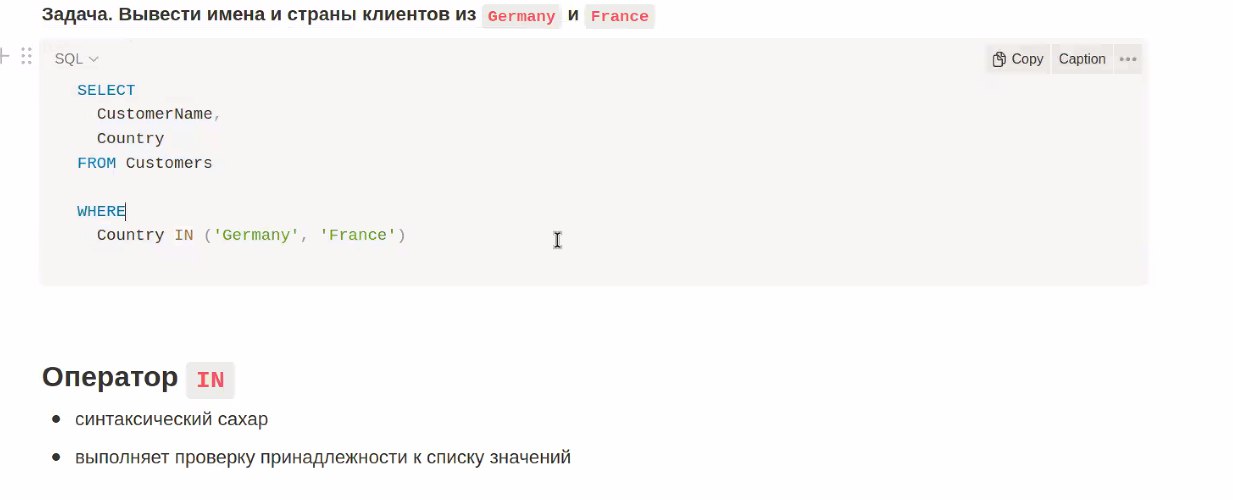 Задача. Вывести имена и страны клиентов из Germany и France
SQL
Copy Caption
SELECT
CustomerName,
Country
FROM Customers
WHERE
Country IN ('Germany', 'France')
Оператор IN
синтаксический сахар
выполняет проверку принадлежности к списку значений